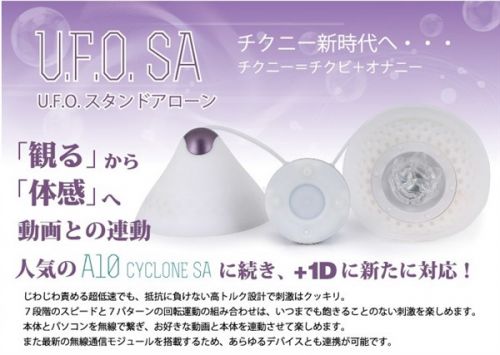 U.F.O. SA
U.F.O. スタンドアローン
チクニー新時代へ・・・
チクニー＝チクビ＋オナニー
「観る」から
「体感」へ
動画との連動
人気の A10 CYCLONE SA に続き、+1Dに新たに対応！
じわじわ責める超低速でも、抵抗に負けない高トルク設計で刺激はクッキリ。
７段階のスピードと７パターンの回転運動の組み合わせは、いつまでも飽きることのない刺激を楽しめます。
本体とパソコンを無線で繋ぎ、お好きな動画と本体を連動させて楽しめます。
また最新の無線通信モジュールを搭載するため、あらゆるデバイスとも連携が可能です。